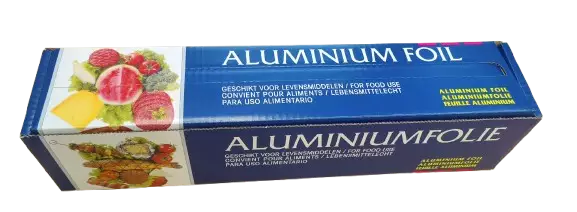 ALUMINIUM FOIL
GESCHIKT VOOR LEVENSMIDDELEN / FOR FOOD USE
CONVIENT POUR ALIMENTS / LEBENSMITTELECHT
PARA USO ALIMENTARIO
ALUMINIUM FOIL
ALUMINIUMFOLIE
FEUILLE ALUMINIUM
ALUMINIUMFOLIE
GESCHIKT VOOR LEVENSMIDDELEN / FOR FOOD USE
CONVIENT POUR ALIMENTS / LEBENSMITTELECHT
PARA USO ALIMENTARIO
ALUMINIUM FOIL
ALUMINIUMFOLIE
FEUILLE ALUMINIUM